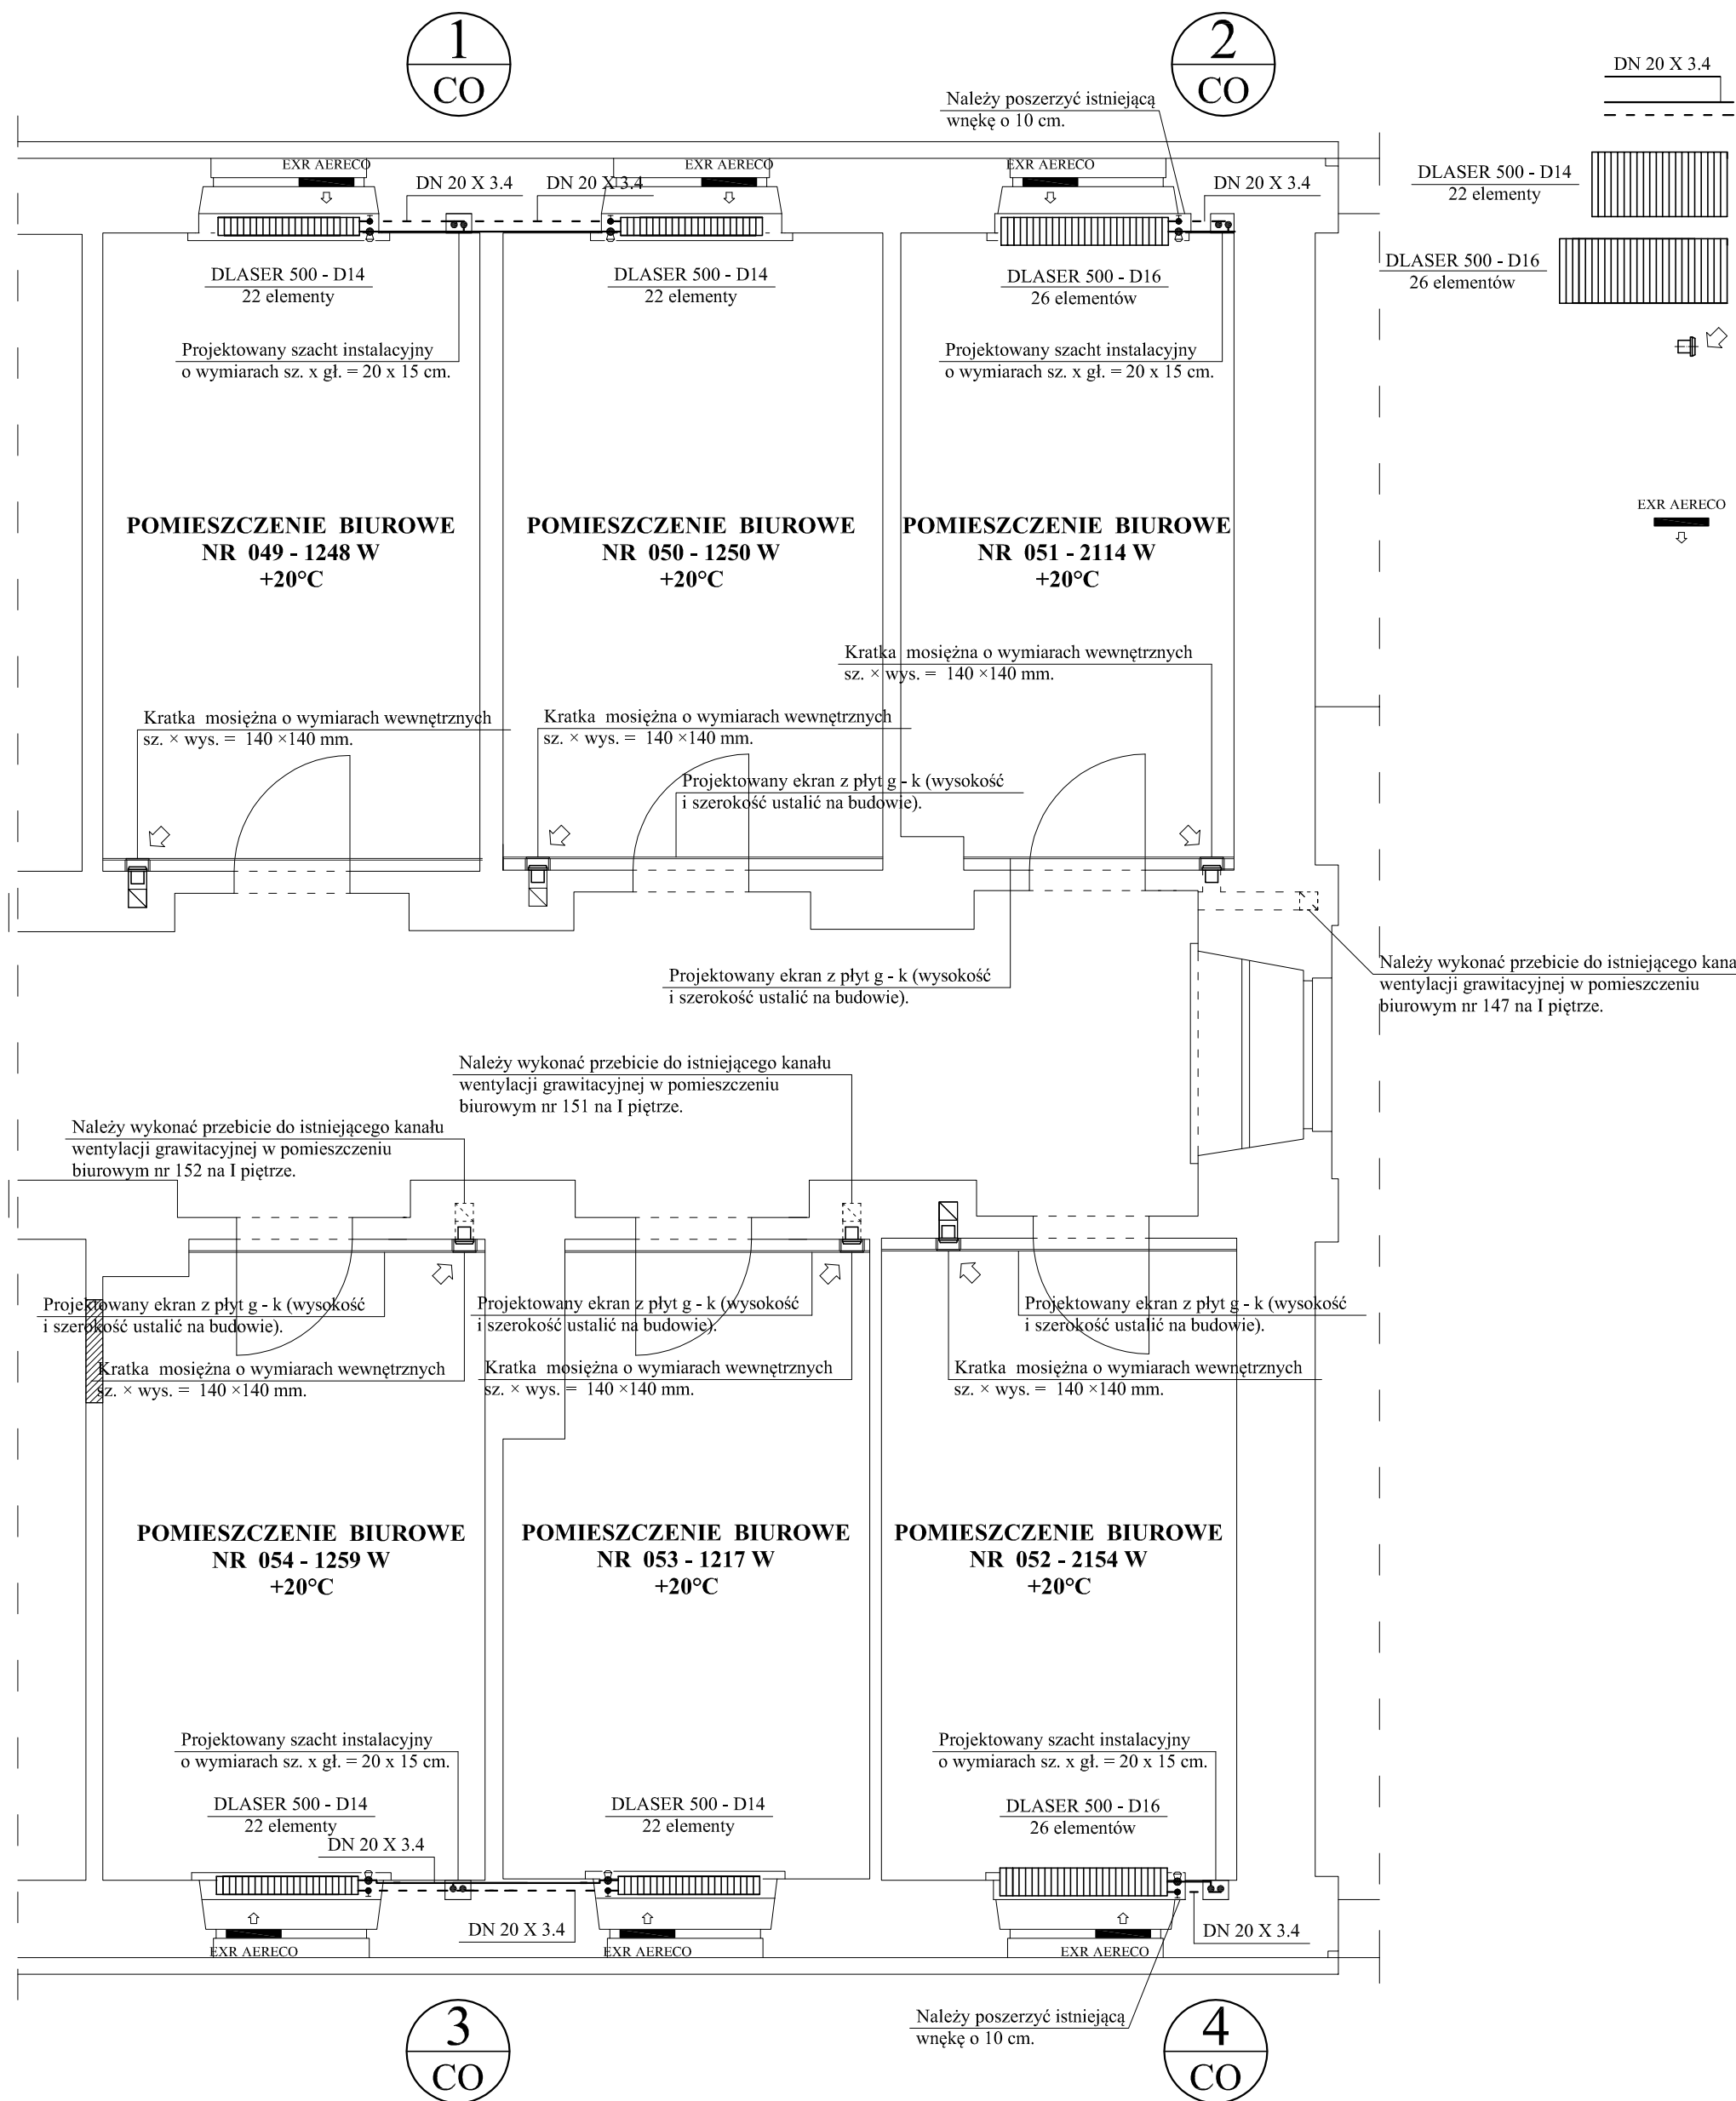 1
CO
2
CO
DN 20 X 3.4
Należy poszerzyć istniejącą
wnękę o 10 cm.
EXR AERECO
EXR AERECO
EXR AERECO
DN 20 X 3.4
DN 20 X 3.4
DN 20 X 3.4
DLASER 500 - D14
22 elementy
DLASER 500 - D16
26 elementów
DLASER 500 - D14
22 elementy
DLASER 500 - D14
22 elementy
DLASER 500 - D16
26 elementów
Projektowany szacht instalacyjny
o wymiarach sz. x gł. = 20 x 15 cm.
Projektowany szacht instalacyjny
o wymiarach sz. x gł. = 20 x 15 cm.
EXR AERECO
POMIESZCZENIE BIUROWE
NR 049 - 1248 W
+20°C
POMIESZCZENIE BIUROWE
NR 050 - 1250 W
+20°C
POMIESZCZENIE BIUROWE
NR 051 - 2114 W
+20°C
Kratka mosiężna o wymiarach wewnętrznych
sz. × wys. = 140 ×140 mm.
Kratka mosiężna o wymiarach wewnętrznych
sz. × wys. = 140 ×140 mm.
Kratka mosiężna o wymiarach wewnętrznych
sz. × wys. = 140 ×140 mm.
Projektowany ekran z płyt g - k (wysokość
i szerokość ustalić na budowie).
Projektowany ekran z płyt g - k (wysokość
i szerokość ustalić na budowie).
Należy wykonać przebicie do istniejącego kana
wentylacji grawitacyjnej w pomieszczeniu
biurowym nr 147 na I piętrze.
Należy wykonać przebicie do istniejącego kanału
wentylacji grawitacyjnej w pomieszczeniu
biurowym nr 151 na I piętrze.
Należy wykonać przebicie do istniejącego kanału
wentylacji grawitacyjnej w pomieszczeniu
biurowym nr 152 na I piętrze.
Projektowany ekran z płyt g - k (wysokość
i szerokość ustalić na budowie).
Projektowany ekran z płyt g - k (wysokość
i szerokość ustalić na budowie).
Projektowany ekran z płyt g - k (wysokość
i szerokość ustalić na budowie).
Kratka mosiężna o wymiarach wewnętrznych
sz. × wys. = 140 ×140 mm.
Kratka mosiężna o wymiarach wewnętrznych
sz. × wys. = 140 ×140 mm.
Kratka mosiężna o wymiarach wewnętrznych
sz. × wys. = 140 ×140 mm.
POMIESZCZENIE BIUROWE
NR 054 - 1259 W
+20°C
POMIESZCZENIE BIUROWE
NR 053 - 1217 W
+20°C
POMIESZCZENIE BIUROWE
NR 052 - 2154 W
+20°C
Projektowany szacht instalacyjny
o wymiarach sz. x gł. = 20 x 15 cm.
Projektowany szacht instalacyjny
o wymiarach sz. x gł. = 20 x 15 cm.
DLASER 500 - D14
22 elementy
DLASER 500 - D14
22 elementy
DLASER 500 - D16
26 elementów
DN 20 X 3.4
DN 20 X 3.4
DN 20 X 3.4
EXR AERECO
EXR AERECO
EXR AERECO
Należy poszerzyć istniejącą
wnękę o 10 cm.
3
CO
4
CO